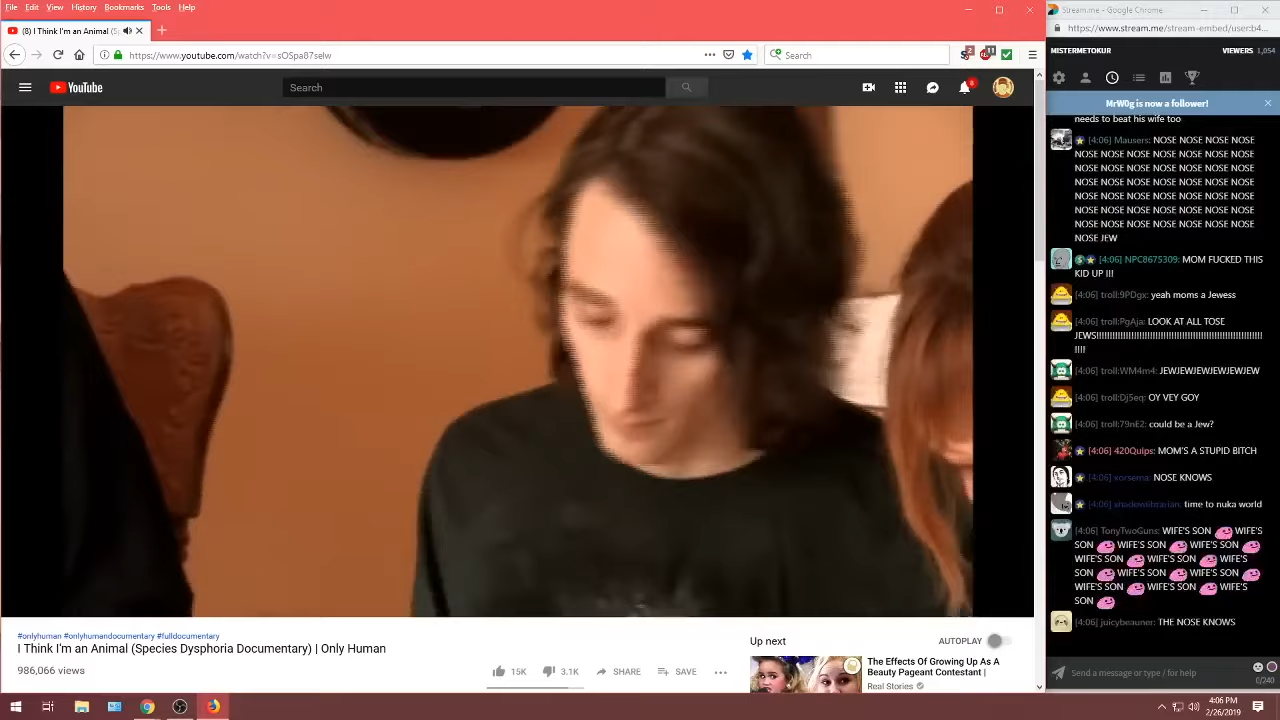 File Edit View History Bookmarks Tools Help
Stream.me - Google Chrome
(8) I Think I'm an Animal (S
https://www.youtube.com/watch?v=sOSpa87selw
Search
2
11
https://www.stream.me/stream-embed/user:b4...
MISTERMETOKUR
VIEWERS 1,054
YouTube
Search
8
MrW0g is now a follower!
needs to beat his wife too
[4:06] Mausers: NOSE NOSE NOSE NOSE
NOSE NOSE NOSE NOSE NOSE NOSE NOSE
NOSE NOSE NOSE NOSE NOSE NOSE NOSE
NOSE NOSE NOSE NOSE NOSE NOSE NOSE
NOSE NOSE NOSE NOSE NOSE NOSE NOSE
NOSE NOSE NOSE NOSE NOSE NOSE NOSE
NOSE NOSE NOSE NOSE NOSE NOSE NOSE
NOSE JEW
[4:06] NPC8675309: MOM FUCKED THIS
KID UP !!!
[4:06] troll:9PDgx: yeah moms a Jewess
[4:06] troll:PgAja: LOOK AT ALL TOSE
JEWS!!!!!!!!!!!!!!!!!!!!!!!!!!!!!!!!!!!!!!!!!!!!!!!!!!
!!!!
[4:06] troll:WM4m4: JEWJEWJEWJEWJEWJEW
[4:06] troll:Dj5eq: OY VEY GOY
[4:06] troll:79nE2: could be a Jew?
[4:06] 420Quips: MOM'S A STUPID BITCH
[4:06] xorsema: NOSE KNOWS
[4:06] shadowlibrarian: time to nuka world
[4:06] TonyTwoGuns: WIFE'S SON WIFE'S
SON WIFE'S SON WIFE'S SON
WIFE'S SON WIFE'S SON WIFE'S
SON WIFE'S SON WIFE'S SON
WIFE'S SON WIFE'S SON WIFE'S
SON
[4:06] juicybeauner: THE NOSE KNOWS
#onlyhuman #onlyhumandocumentary #fulldocumentary
I Think I'm an Animal (Species Dysphoria Documentary) | Only Human
986,066 views
15K
3.1K
SHARE
SAVE
Up next
AUTOPLAY
The Effects Of Growing Up As A
Beauty Pageant Contestant |
Real Stories
Send a message or type / for help
0/240
4:06 PM
2/26/2019